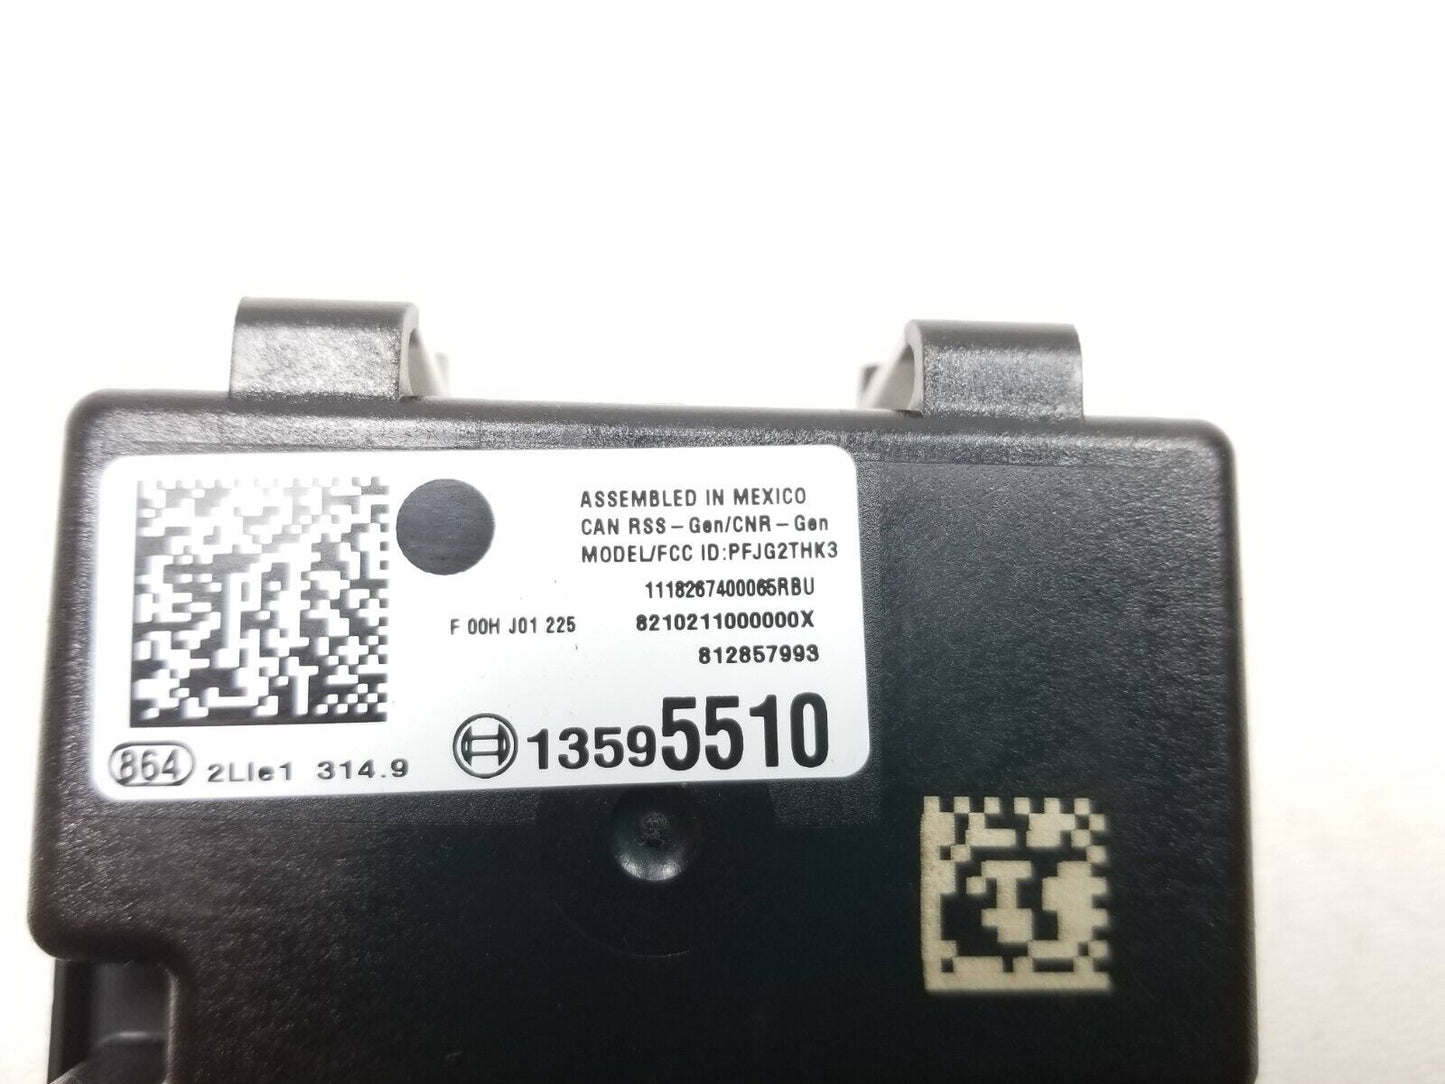 ASSEMBLED IN MEXICO
CAN RSS-Gen/CNR-Gen
MODEL/FCC ID:PFJG2THK3
1118267400065RBU
F 00H J01 225 8210211000000X
812857993
13595510
864 2LIe1 314.9